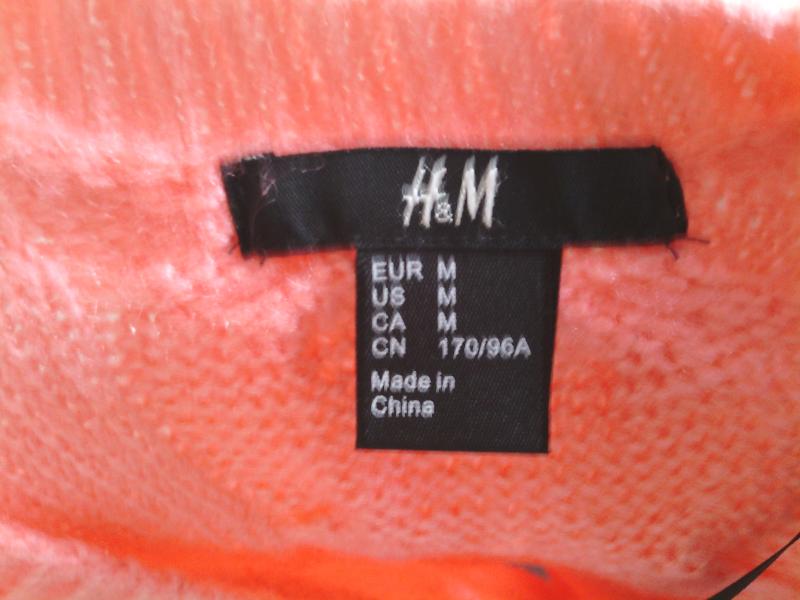 H&M
EUR M
US M
CA M
CN 170/96A
Made in
China